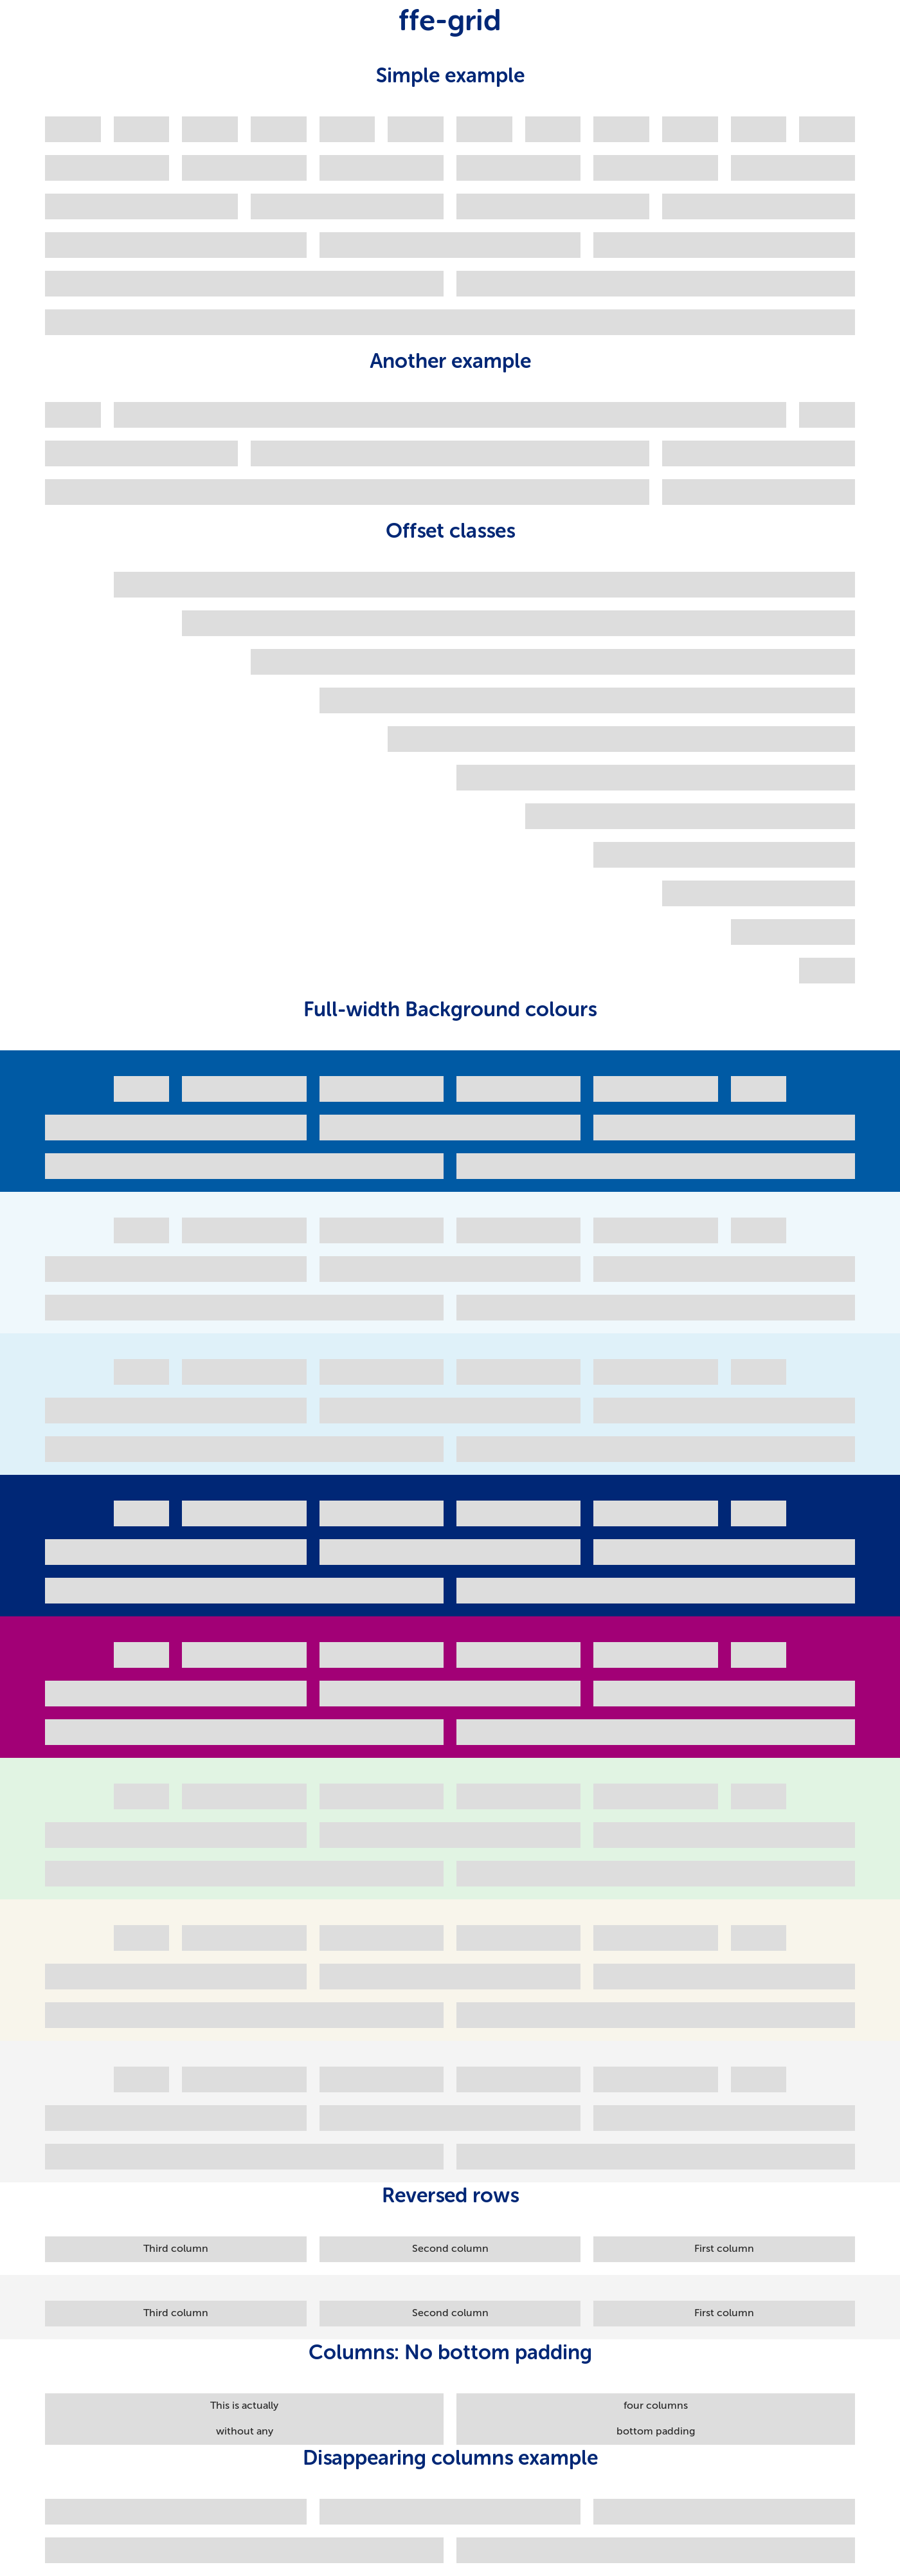 ffe-grid
Simple example
Another example
Offset classes
Full-width Background colours
Reversed rows
Third column Second column First column
Third column Second column First column
Columns: No bottom padding
This is actually four columns
without any bottom padding
Disappearing columns example